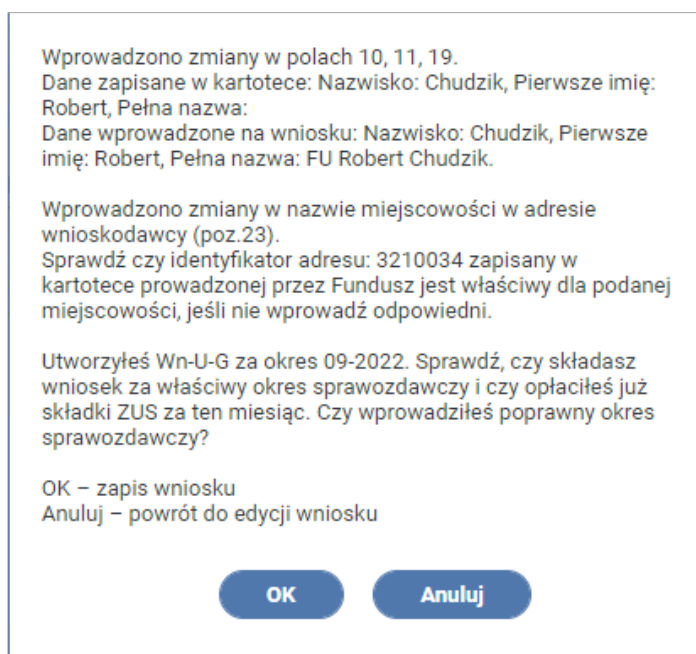 Wprowadzono zmiany w polach 10, 11, 19.
Dane zapisane w kartotece: Nazwisko: Chudzik, Pierwsze imię:
Robert, Pełna nazwa:
Dane wprowadzone na wniosku: Nazwisko: Chudzik, Pierwsze
imię: Robert, Pełna nazwa: FU Robert Chudzik.
Wprowadzono zmiany w nazwie miejscowości w adresie
wnioskodawcy (poz.23).
Sprawdź czy identyfikator adresu: 3210034 zapisany w
kartotece prowadzonej przez Fundusz jest właściwy dla podanej
miejscowości, jeśli nie wprowadź odpowiedni.
Utworzyłeś Wn-U-G za okres 09-2022. Sprawdź, czy składasz
wniosek za właściwy okres sprawozdawczy i czy opłaciłeś już
składki ZUS za ten miesiąc. Czy wprowadziłeś poprawny okres
sprawozdawczy?
OK – zapis wniosku
Anuluj – powrót do edycji wniosku
OK Anuluj